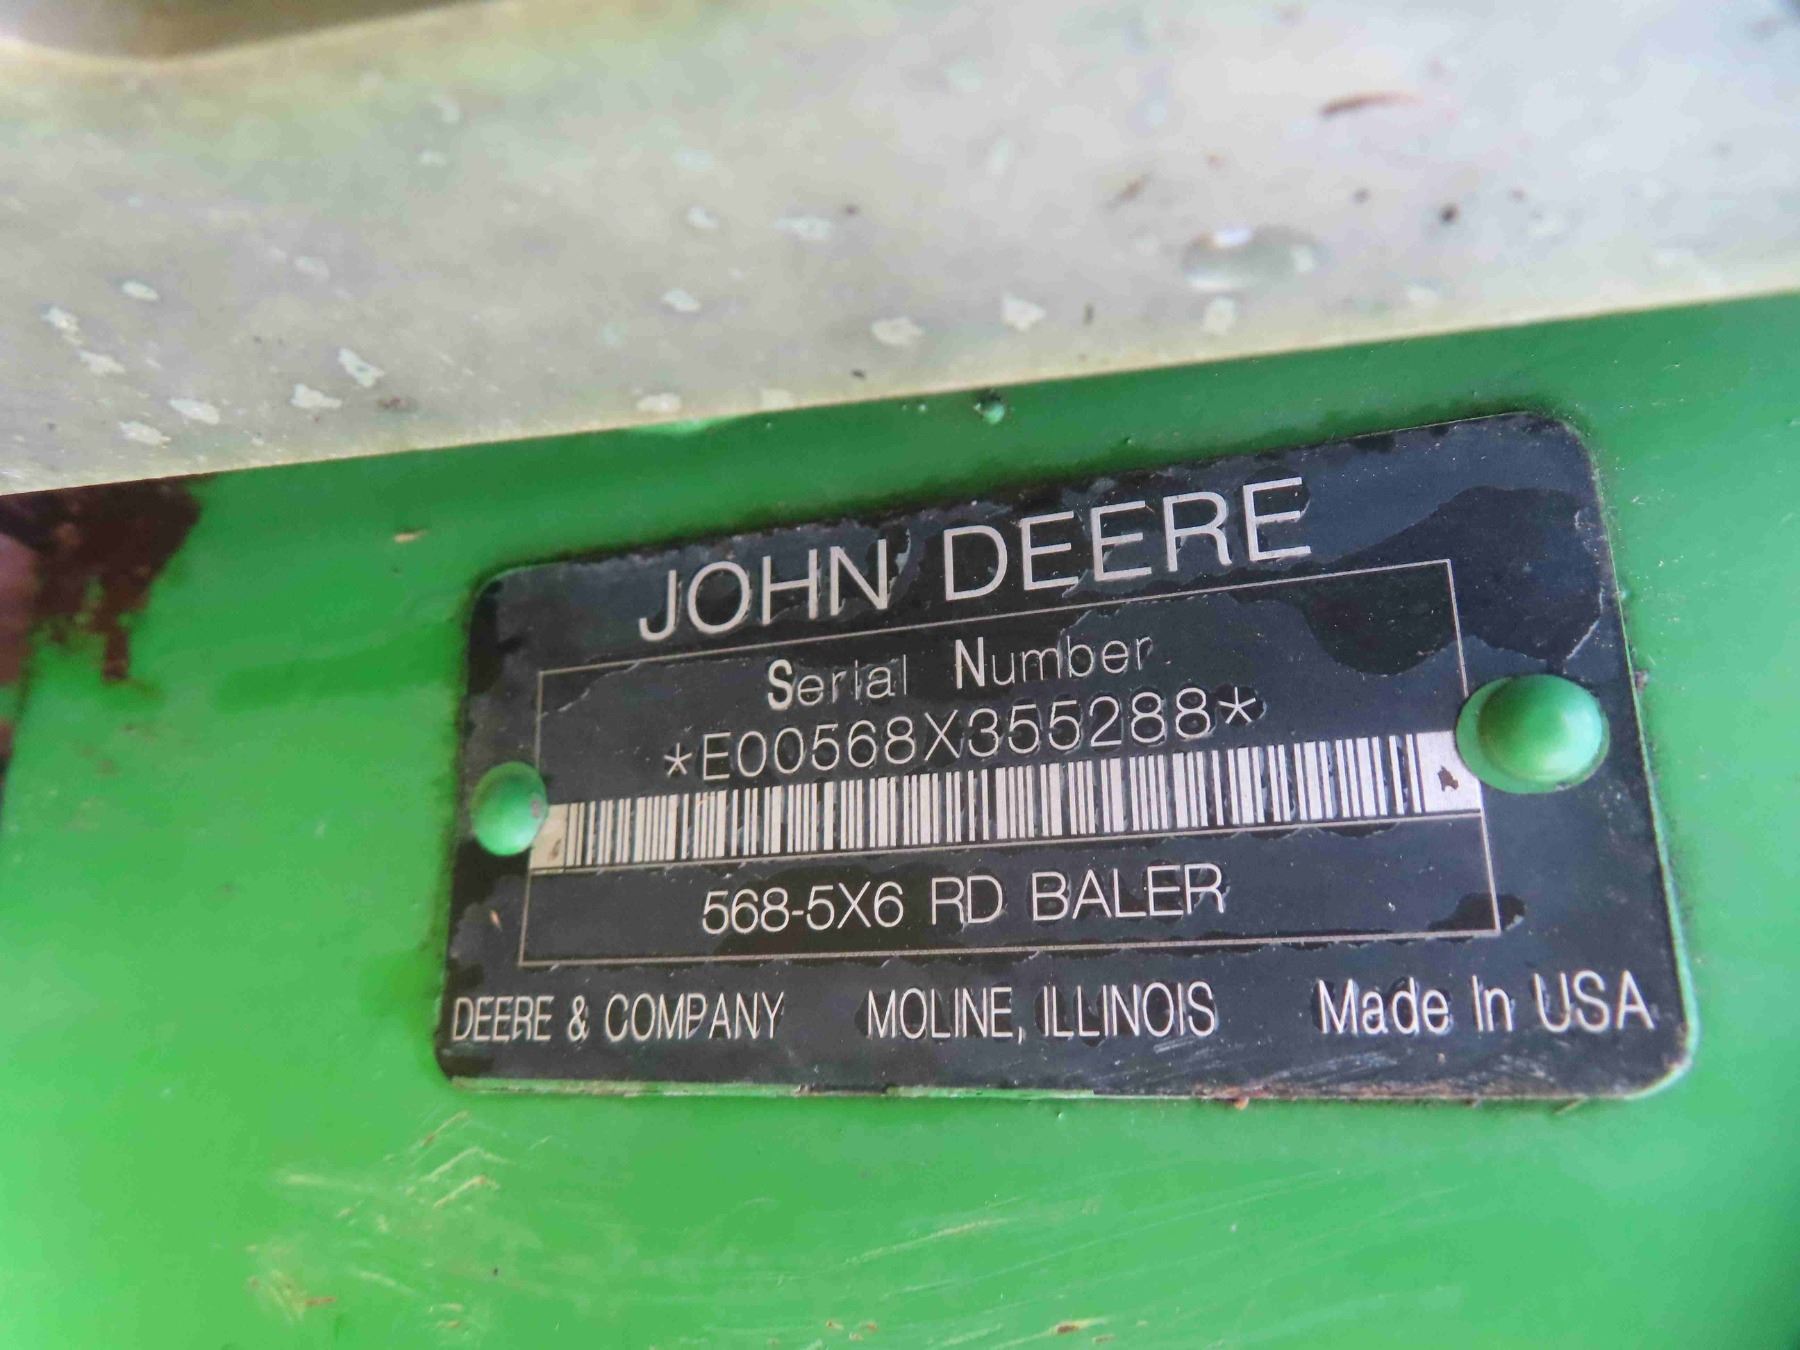 JOHN DEERE
Serial Number
*E00568X355288*
568-5X6 RD BALER
DEERE & COMPANY MOLINE, ILLINOIS Made In USA